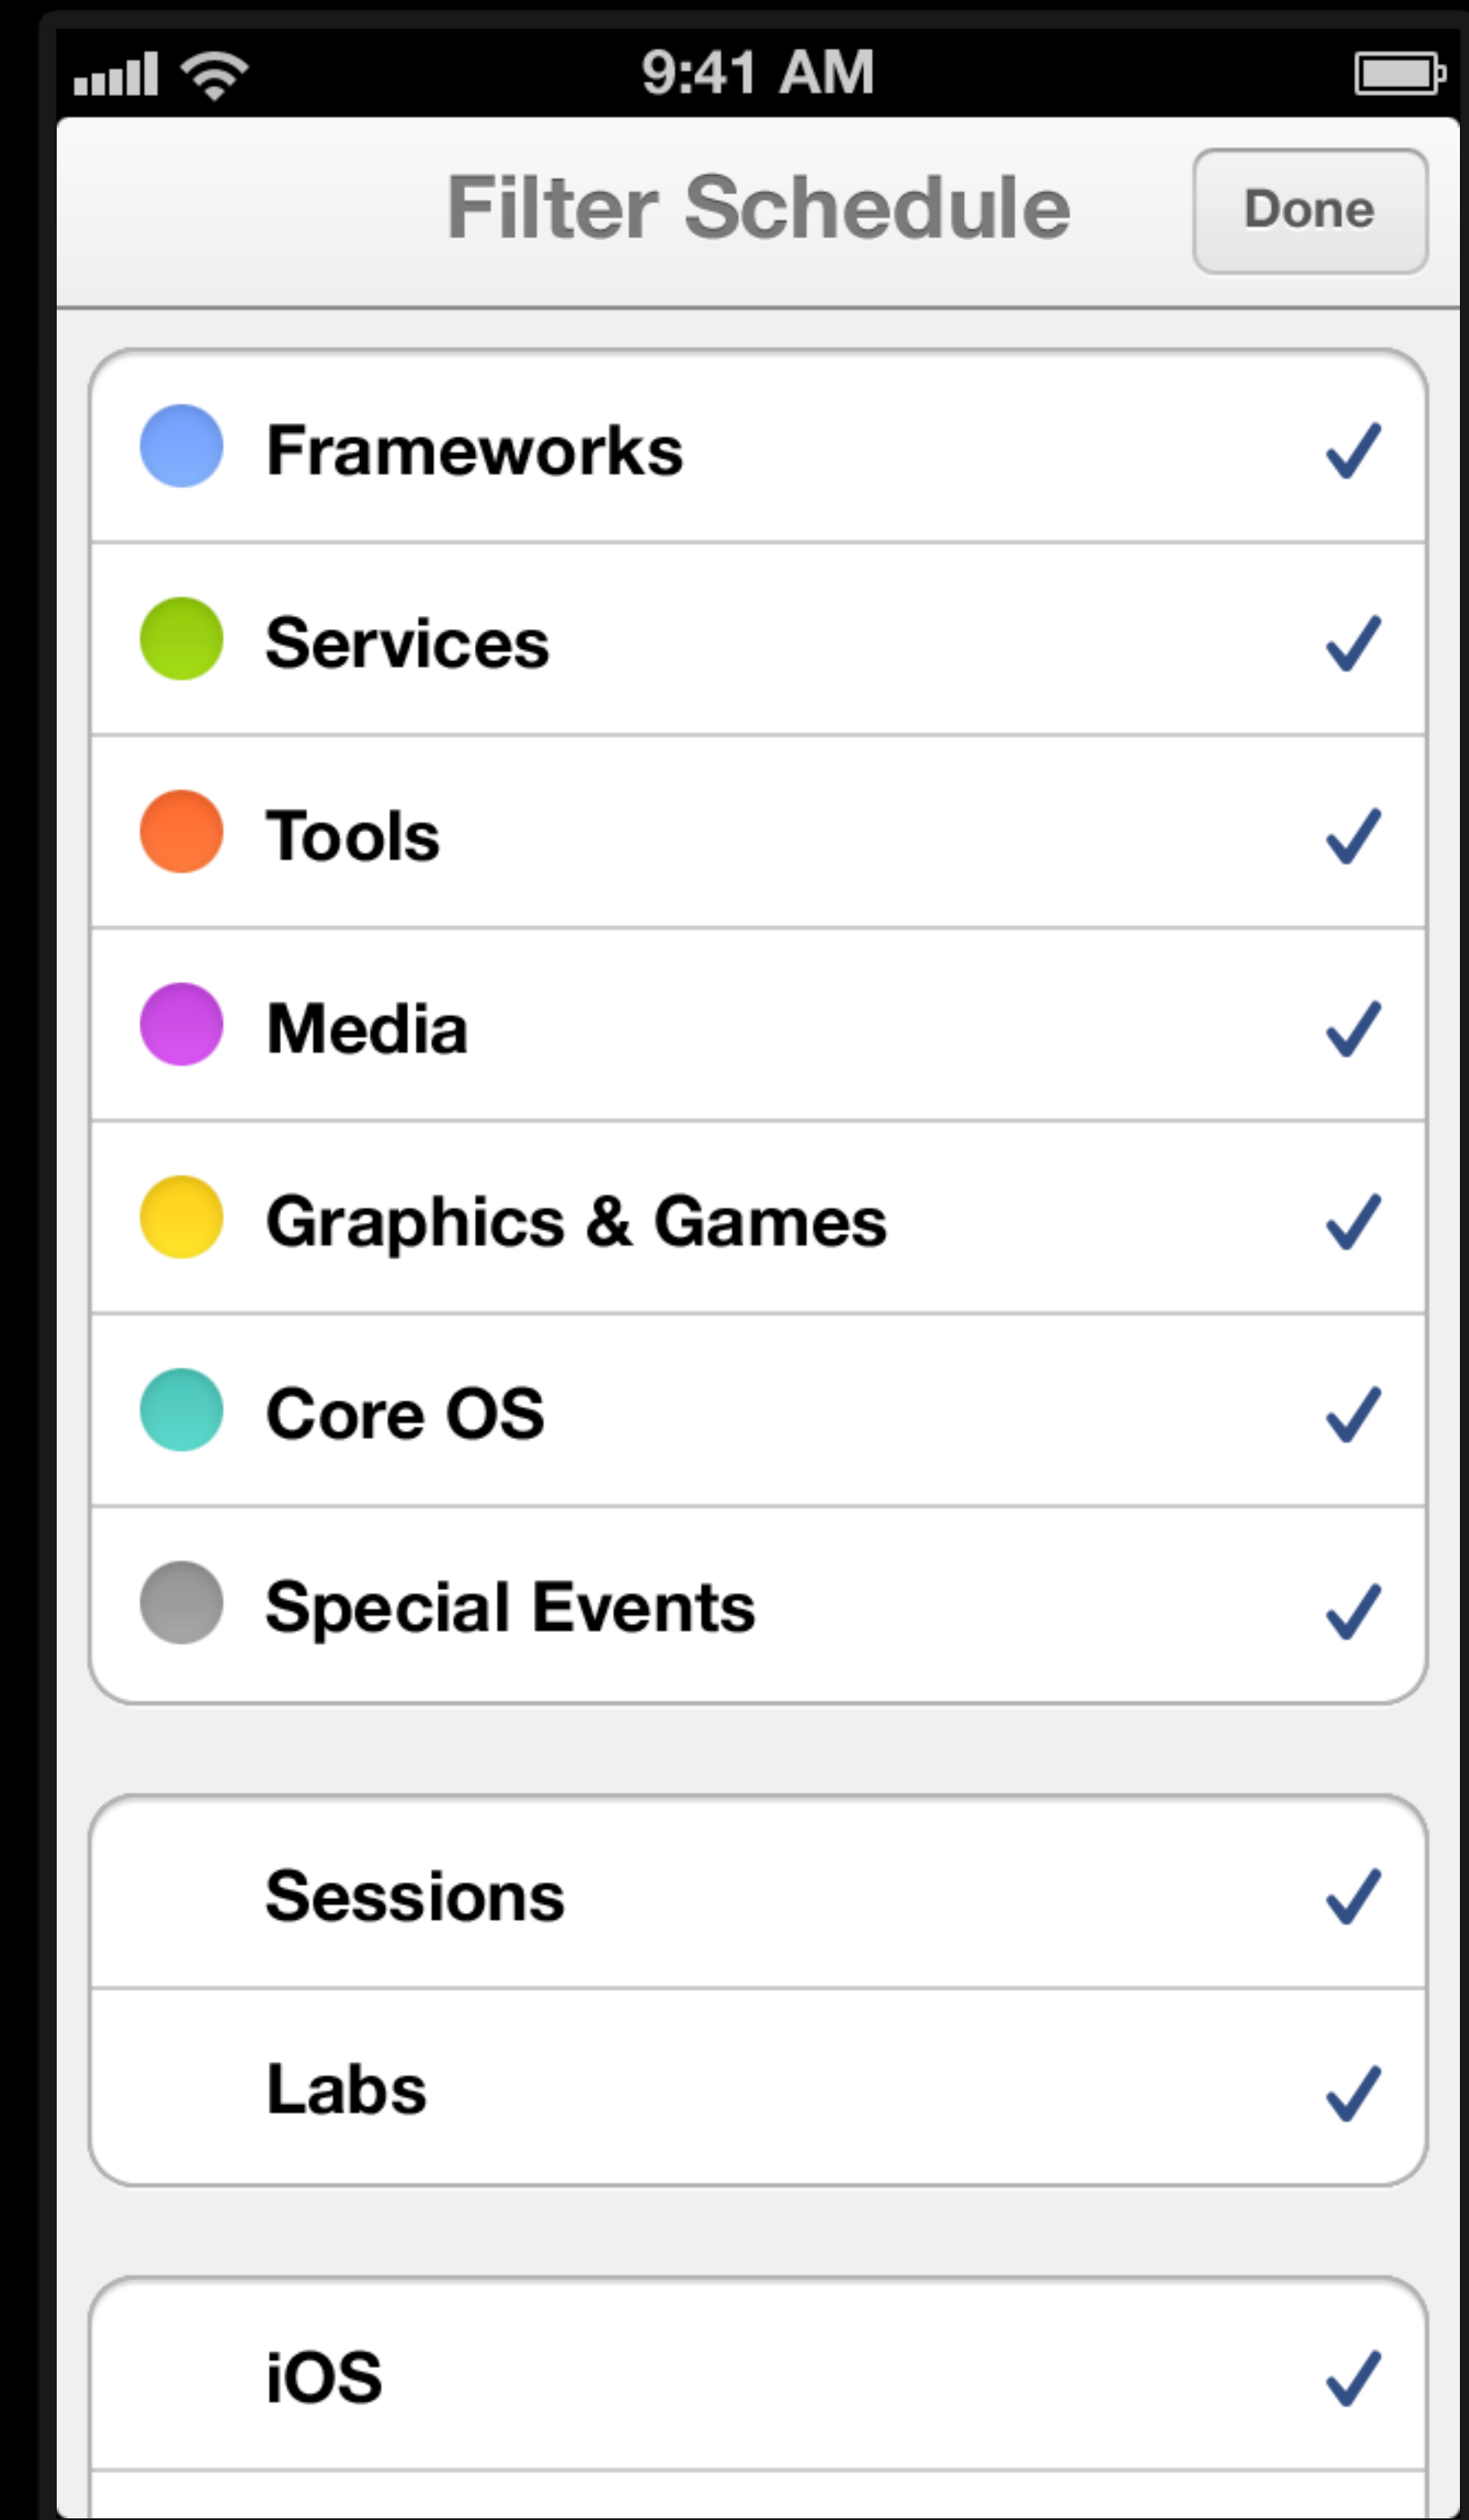 9:41 AM
Filter Schedule
Done
Frameworks
Services
Tools
Media
Graphics & Games
Core OS
Special Events
Sessions
Labs
iOS